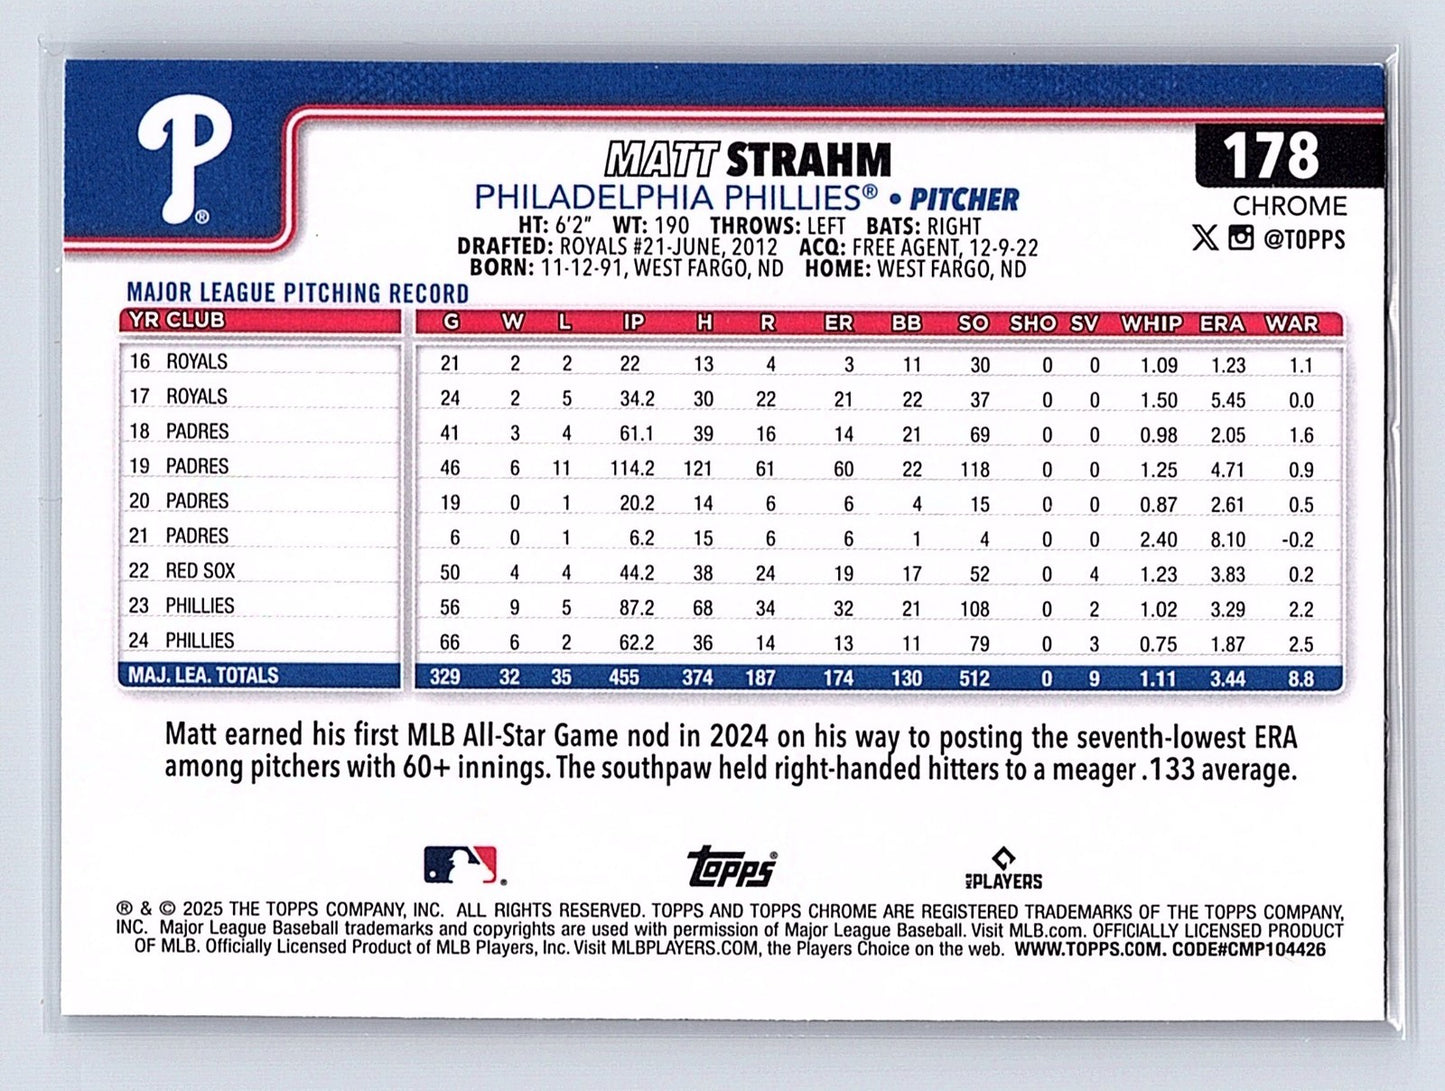 P®
178
MATT STRAHM
CHROME
PHILADELPHIA PHILLIES® • PITCHER
@TOPPS
HT: 6'2" WT: 190 THROWS: LEFT BATS: RIGHT
DRAFTED: ROYALS #21-JUNE, 2012 ACQ: FREE AGENT, 12-9-22
BORN: 11-12-91, WEST FARGO, ND HOME: WEST FARGO, ND
MAJOR LEAGUE PITCHING RECORD
YR CLUB G W L IP H R ER BB SO SHO SV WHIP ERA WAR
16 ROYALS 21 2 2 22 13 4 3 11 30 0 0 1.09 1.23 1.1
17 ROYALS 24 2 5 34.2 30 22 21 22 37 0 0 1.50 5.45 0.0
18 PADRES 41 3 4 61.1 39 16 14 21 69 0 0 0.98 2.05 1.6
19 PADRES 46 6 11 114.2 121 61 60 22 118 0 0 1.25 4.71 0.9
20 PADRES 19 0 1 20.2 14 6 6 4 15 0 0 0.87 2.61 0.5
21 PADRES 6 0 1 6.2 15 6 6 1 4 0 0 2.40 8.10 -0.2
22 RED SOX 50 4 4 44.2 38 24 19 17 52 0 4 1.23 3.83 0.2
23 PHILLIES 56 9 5 87.2 68 34 32 21 108 0 2 1.02 3.29 2.2
24 PHILLIES 66 6 2 62.2 36 14 13 11 79 0 3 0.75 1.87 2.5
MAJ. LEA. TOTALS 329 32 35 455 374 187 174 130 512 0 9 1.11 3.44 8.8
Matt earned his first MLB All-Star Game nod in 2024 on his way to posting the seventh-lowest ERA
among pitchers with 60+ innings. The southpaw held right-handed hitters to a meager .133 average.
Topps®
MLB PLAYERS
® & © 2025 THE TOPPS COMPANY, INC. ALL RIGHTS RESERVED. TOPPS AND TOPPS CHROME ARE REGISTERED TRADEMARKS OF THE TOPPS COMPANY,
INC. Major League Baseball trademarks and copyrights are used with permission of Major League Baseball. Visit MLB.com. OFFICIALLY LICENSED PRODUCT
OF MLB. Officially Licensed Product of MLB Players, Inc. Visit MLBPLAYERS.COM, the Players Choice on the web. WWW.TOPPS.COM. CODE#CMP104426